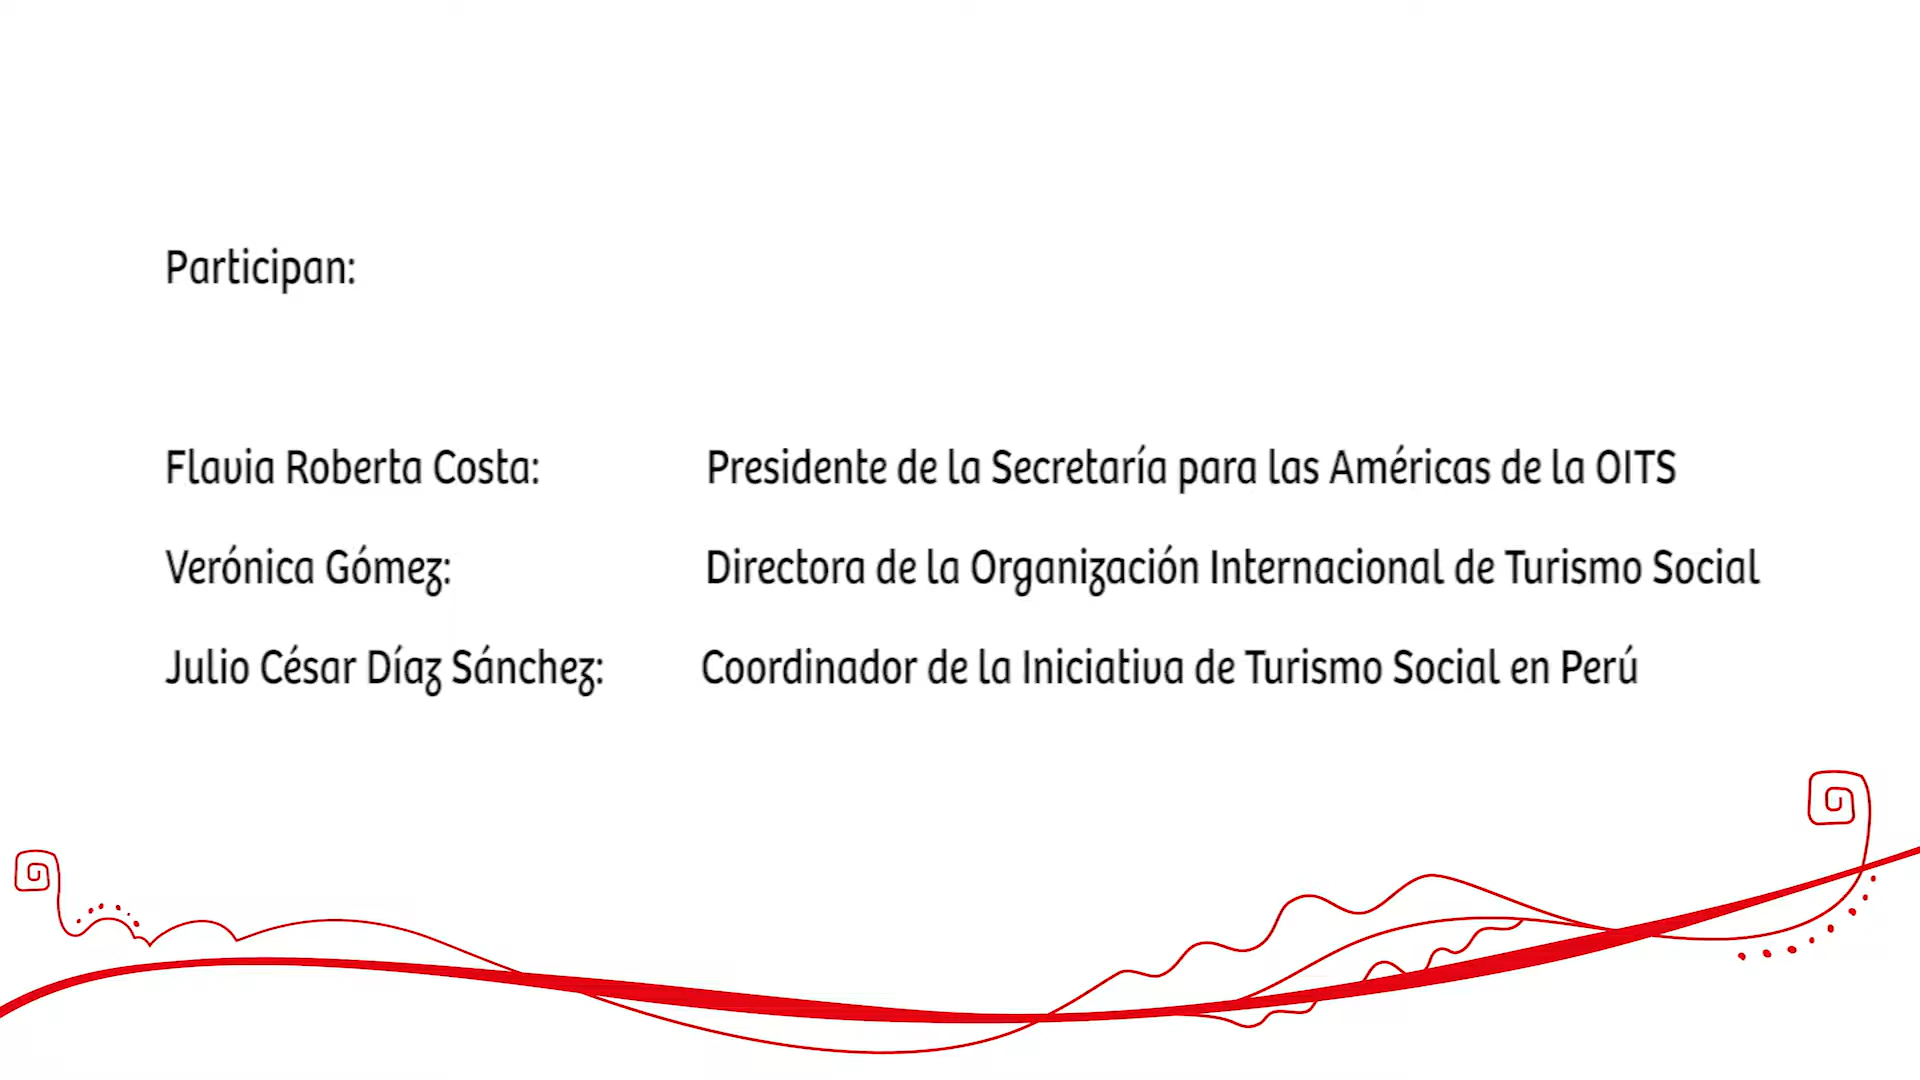 Participan:
Flavia Roberta Costa: Presidente de la Secretaría para las Américas de la OITS
Verónica Gómez: Directora de la Organización Internacional de Turismo Social
Julio César Díaz Sánchez: Coordinador de la Iniciativa de Turismo Social en Perú